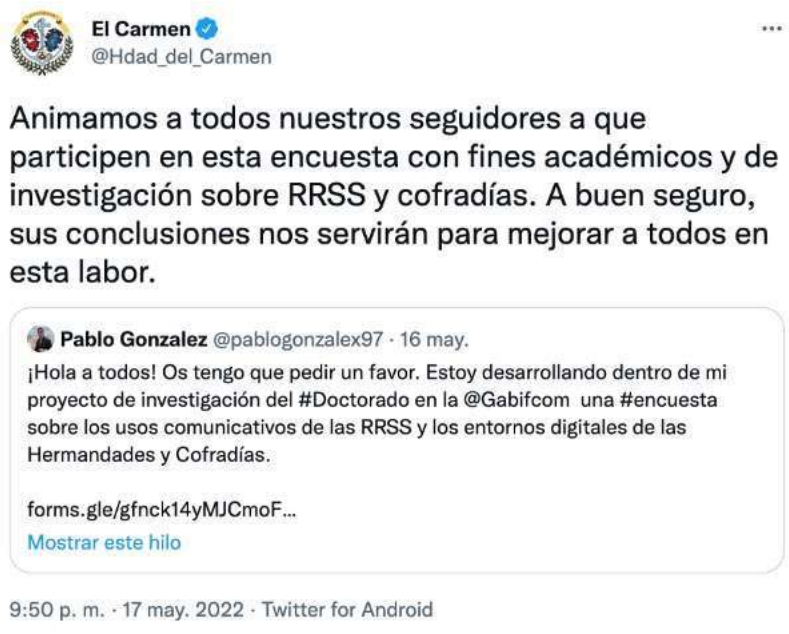 El Carmen
@Hdad_del_Carmen
Animamos a todos nuestros seguidores a que
participen en esta encuesta con fines académicos y de
investigación sobre RRSS y cofradías. A buen seguro,
sus conclusiones nos servirán para mejorar a todos en
esta labor.
Pablo Gonzalez @pablogonzalex97 · 16 may.
¡Hola a todos! Os tengo que pedir un favor. Estoy desarrollando dentro de mi
proyecto de investigación del #Doctorado en la @Gabifcom una #encuesta
sobre los usos comunicativos de las RRSS y los entornos digitales de las
Hermandades y Cofradías.
forms.gle/gfnck14yMJCmoF...
Mostrar este hilo
9:50 p. m. · 17 may. 2022 · Twitter for Android